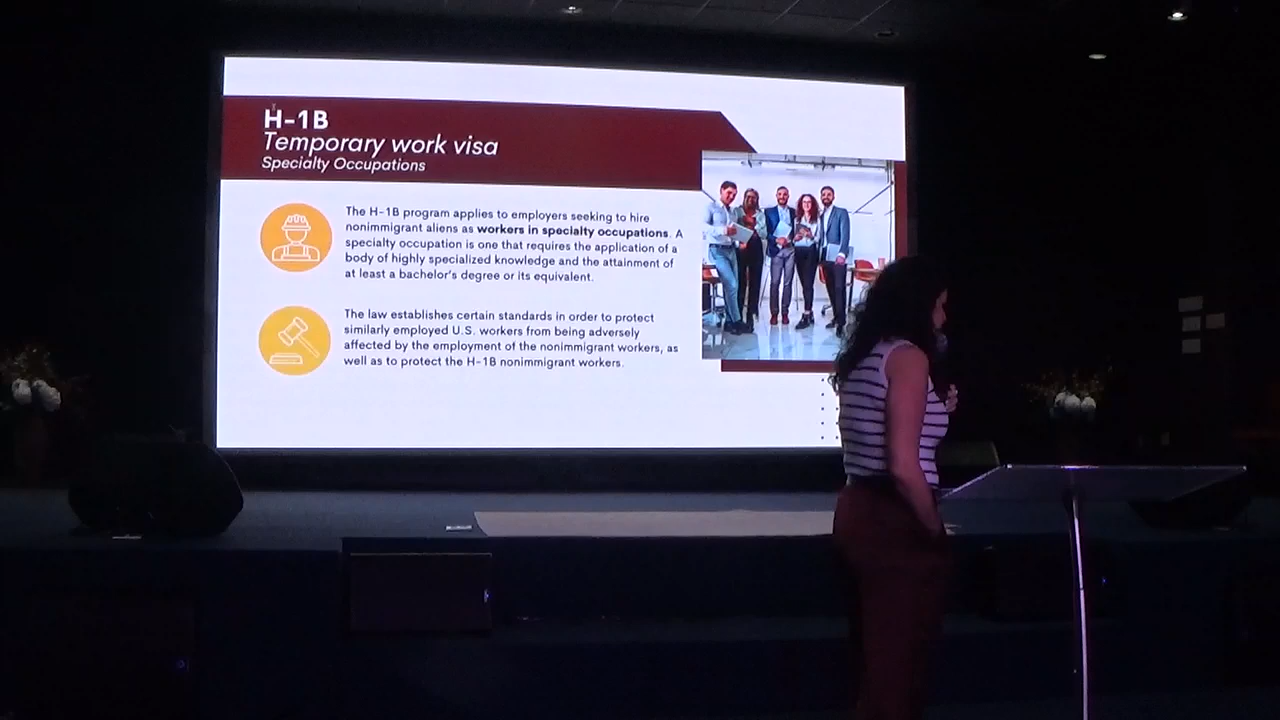 H-1B
Temporary work visa
Specialty Occupations
The H-1B program applies to employers seeking to hire
nonimmigrant aliens as workers in specialty occupations. A
specialty occupation is one that requires the application of a
body of highly specialized knowledge and the attainment of
at least a bachelor's degree or its equivalent.
The law establishes certain standards in order to protect
similarly employed U.S. workers from being adversely
affected by the employment of the nonimmigrant workers, as
well as to protect the H-1B nonimmigrant workers.